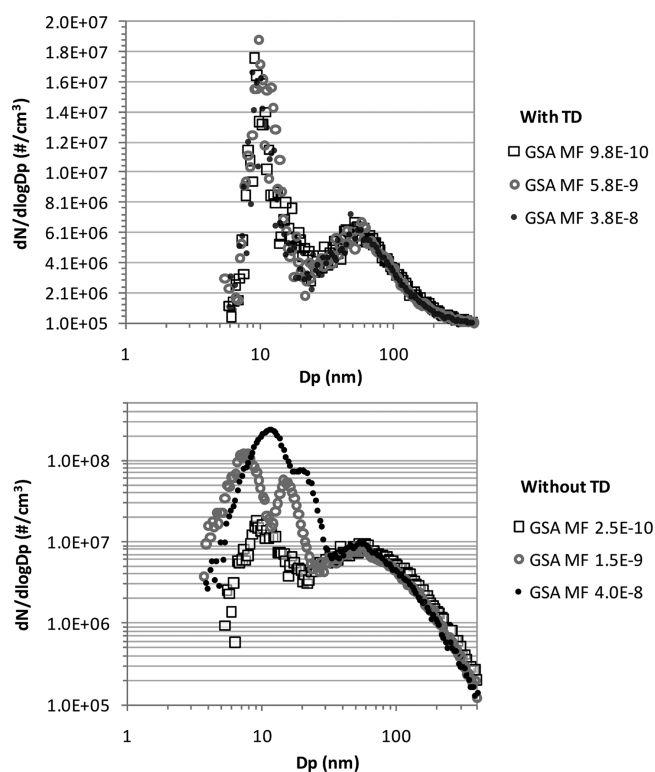 dN/dlogDp (#/cm³)
2.0E+07
1.8E+07
1.6E+07
1.4E+07
1.2E+07
1.0E+07
8.1E+06
6.1E+06
4.1E+06
2.1E+06
1.0E+05
1 10 100
Dp (nm)
With TD
GSA MF 9.8E-10
GSA MF 5.8E-9
GSA MF 3.8E-8
dN/dlogDp (#/cm³)
1.0E+08
1.0E+07
1.0E+06
1.0E+05
1 10 100
Dp (nm)
Without TD
GSA MF 2.5E-10
GSA MF 1.5E-9
GSA MF 4.0E-8